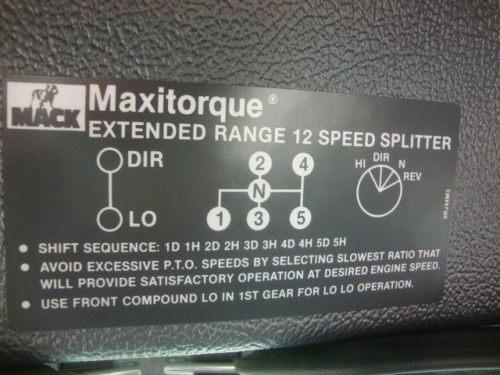 MACK
Maxitorque®
EXTENDED RANGE 12 SPEED SPLITTER
DIR
LO
2 4
N
1 3 5
HI DIR N REV
• SHIFT SEQUENCE: 1D 1H 2D 2H 3D 3H 4D 4H 5D 5H
• AVOID EXCESSIVE P.T.O. SPEEDS BY SELECTING SLOWEST RATIO THAT
WILL PROVIDE SATISFACTORY OPERATION AT DESIRED ENGINE SPEED.
• USE FRONT COMPOUND LO IN 1ST GEAR FOR LO LO OPERATION.